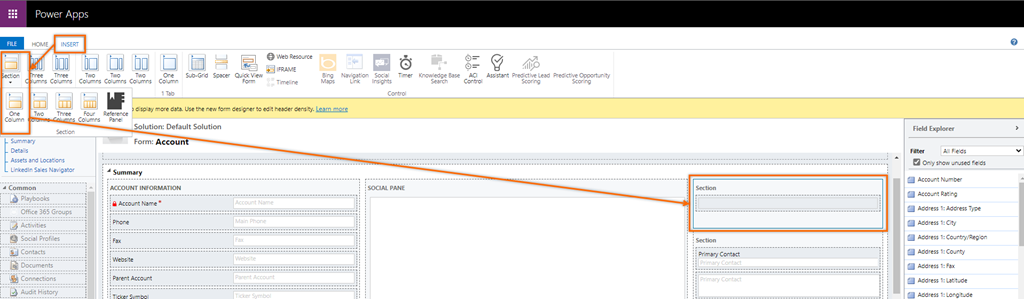 Power Apps
FILE HOME INSERT
Section Three Columns Three Columns Two Columns Two Columns Two Columns One Column Sub-Grid Spacer Quick View Form Web Resource IFRAME Timeline Bing Maps Navigation Link Social Insights Timer Knowledge Base Search ACI Control Assistant Predictive Lead Scoring Predictive Opportunity Scoring
1 Tab Control
One Column Two Columns Three Columns Four Columns Reference Panel
Section
to display more data. Use the new form designer to edit header density. Learn more
Solution: Default Solution
Form: Account
Summary
Details
Assets and Locations
LinkedIn Sales Navigator
Common
Playbooks
Office 365 Groups
Activities
Social Profiles
Contacts
Documents
Connections
Audit History
Summary
ACCOUNT INFORMATION
Account Name * Account Name
Phone Main Phone
Fax Fax
Website Website
Parent Account Parent Account
Ticker Symbol Ticker Symbol
SOCIAL PANE
Section
Section
Primary Contact
Primary Contact
Primary Contact
Field Explorer
Filter All Fields
Only show unused fields
Account Number
Account Rating
Address 1: Address Type
Address 1: City
Address 1: Country/Region
Address 1: County
Address 1: Fax
Address 1: Latitude
Address 1: Longitude